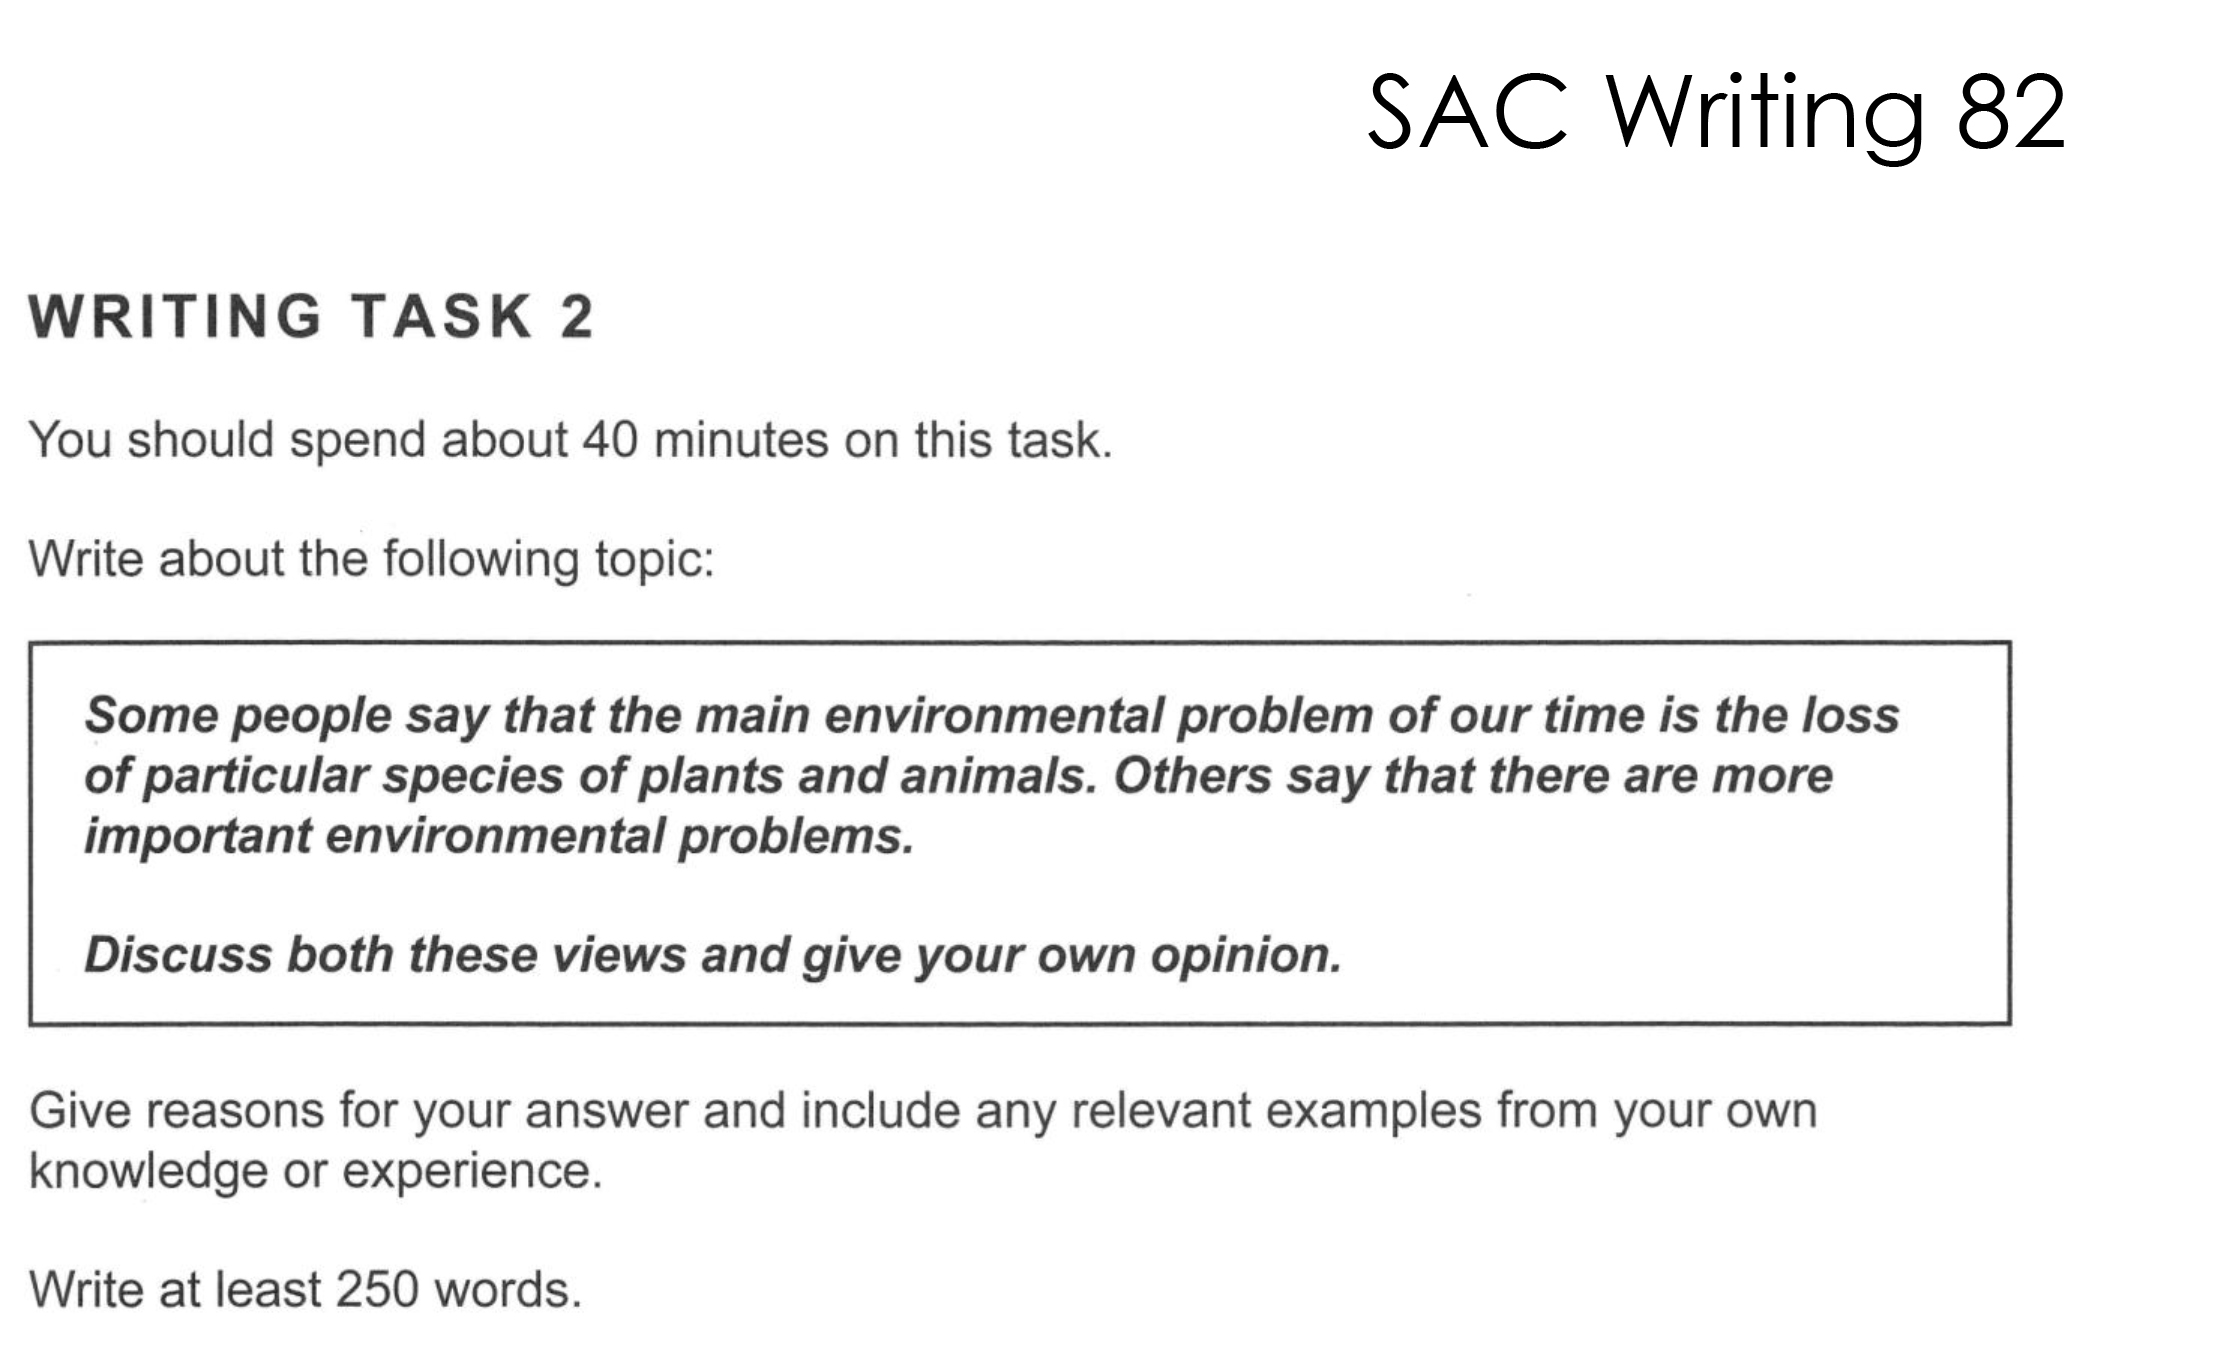 SAC Writing 82
WRITING TASK 2
You should spend about 40 minutes on this task.
Write about the following topic:
Some people say that the main environmental problem of our time is the loss
of particular species of plants and animals. Others say that there are more
important environmental problems.
Discuss both these views and give your own opinion.
Give reasons for your answer and include any relevant examples from your own
knowledge or experience.
Write at least 250 words.